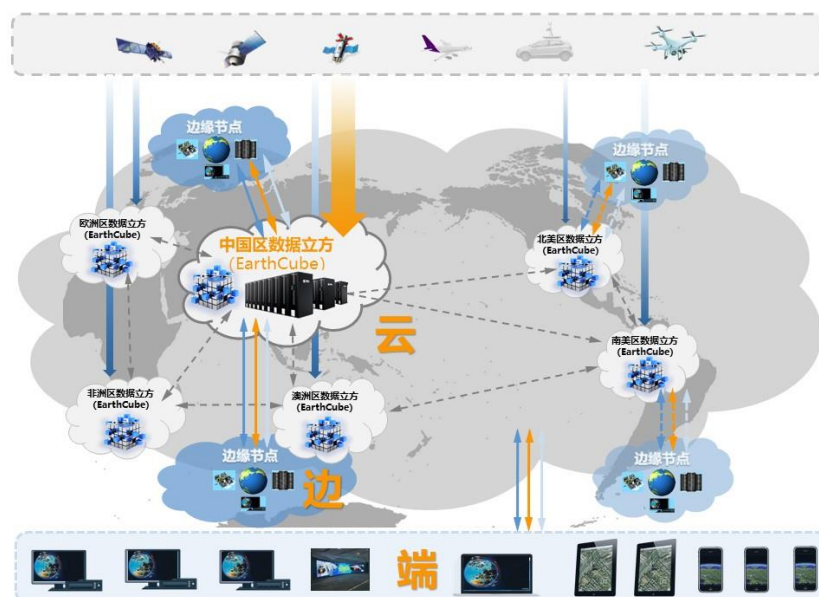 边缘节点
边缘节点
欧洲区数据立方
(EarthCube)
中国区数据立方
(EarthCube)
北美区数据立方
(EarthCube)
云
南美区数据立方
(EarthCube)
非洲区数据立方
(EarthCube)
澳洲区数据立方
(EarthCube)
边缘节点
边
边缘节点
端